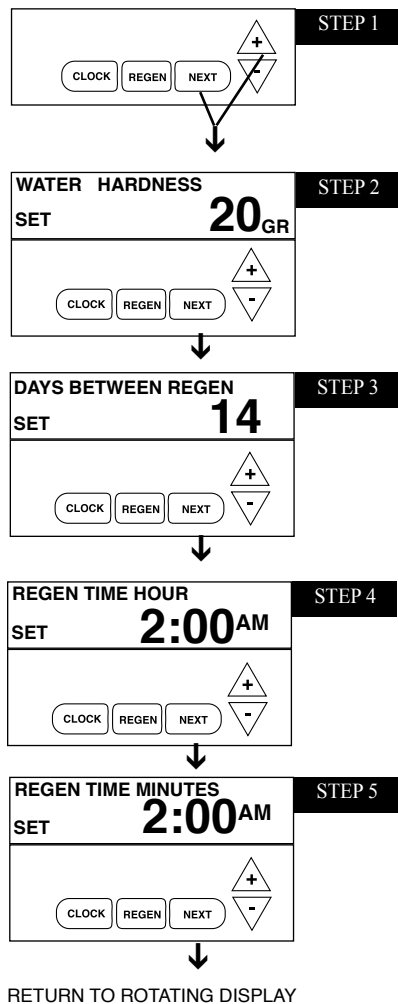 STEP 1
+
-
CLOCK REGEN NEXT
WATER HARDNESS STEP 2
SET 20GR
+
-
CLOCK REGEN NEXT
DAYS BETWEEN REGEN STEP 3
SET 14
+
-
CLOCK REGEN NEXT
REGEN TIME HOUR STEP 4
SET 2:00AM
+
-
CLOCK REGEN NEXT
REGEN TIME MINUTES STEP 5
SET 2:00AM
+
-
CLOCK REGEN NEXT
RETURN TO ROTATING DISPLAY